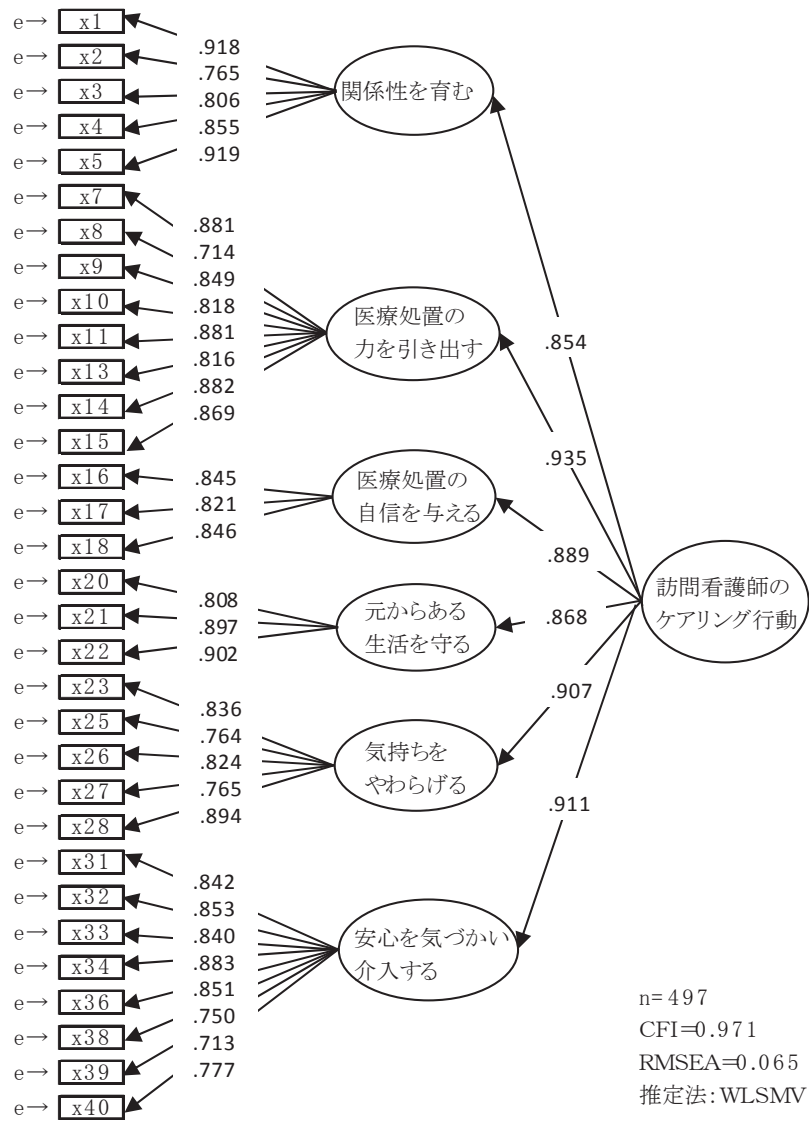 e→ x1
e→ x2
e→ x3
e→ x4
e→ x5
.918
.765
.806
.855
.919
関係性を育む
e→ x7
e→ x8
e→ x9
e→ x10
e→ x11
e→ x13
e→ x14
e→ x15
.881
.714
.849
.818
.881
.816
.882
.869
医療処置の
力を引き出す
e→ x16
e→ x17
e→ x18
.845
.821
.846
医療処置の
自信を与える
e→ x20
e→ x21
e→ x22
.808
.897
.902
元からある
生活を守る
e→ x23
e→ x25
e→ x26
e→ x27
e→ x28
.836
.764
.824
.765
.894
気持ちを
やわらげる
e→ x31
e→ x32
e→ x33
e→ x34
e→ x36
e→ x38
e→ x39
e→ x40
.842
.853
.840
.883
.851
.750
.713
.777
安心を気づかい
介入する
.854
.935
.889
.868
.907
.911
訪問看護師の
ケアリング行動
n=497
CFI=0.971
RMSEA=0.065
推定法:WLSMV